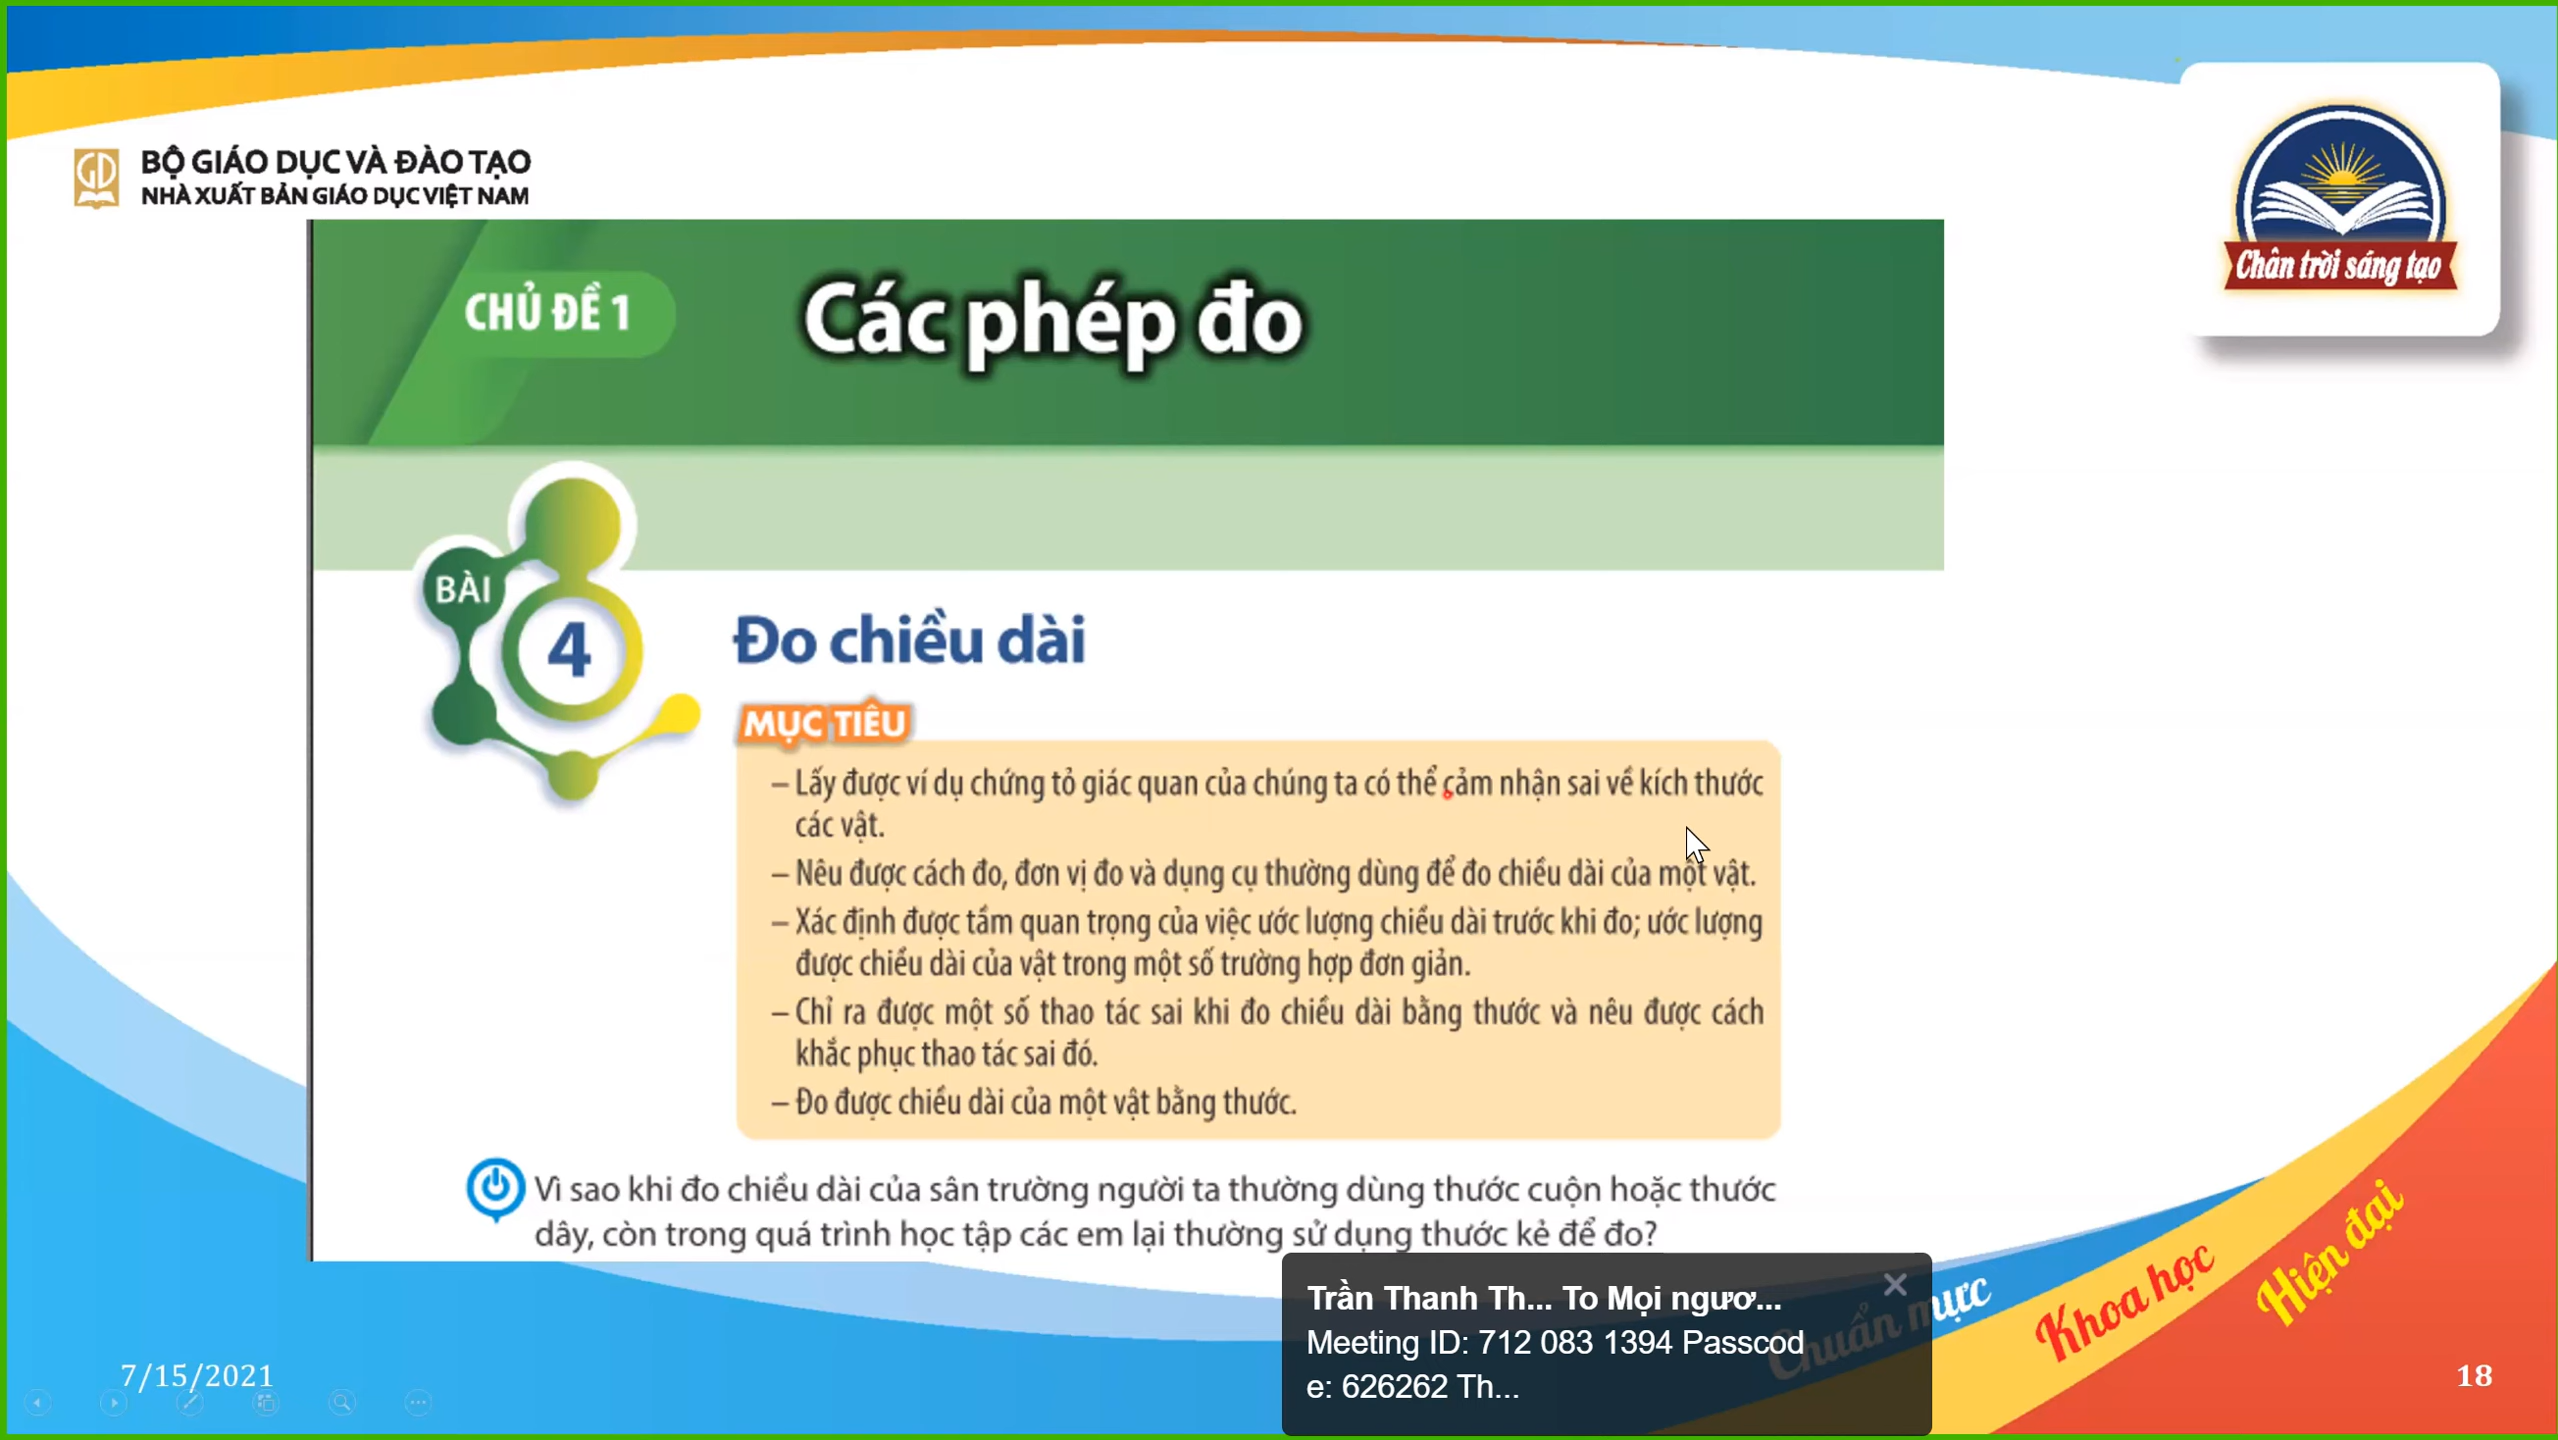 BỘ GIÁO DỤC VÀ ĐÀO TẠO
NHÀ XUẤT BẢN GIÁO DỤC VIỆT NAM
Chân trời sáng tạo
CHỦ ĐỀ 1
Các phép đo
BÀI
4
Đo chiều dài
MỤC TIÊU
– Lấy được ví dụ chứng tỏ giác quan của chúng ta có thể cảm nhận sai về kích thước
các vật.
– Nêu được cách đo, đơn vị đo và dụng cụ thường dùng để đo chiều dài của một vật.
– Xác định được tầm quan trọng của việc ước lượng chiều dài trước khi đo; ước lượng
được chiều dài của vật trong một số trường hợp đơn giản.
– Chỉ ra được một số thao tác sai khi đo chiều dài bằng thước và nêu được cách
khắc phục thao tác sai đó.
– Đo được chiều dài của một vật bằng thước.
Vì sao khi đo chiều dài của sân trường người ta thường dùng thước cuộn hoặc thước
dây, còn trong quá trình học tập các em lại thường sử dụng thước kẻ để đo?
Trần Thanh Th... To Mọi ngươ...
Meeting ID: 712 083 1394 Passcod
e: 626262 Th...
Chuẩn mực
Khoa học
Hiện đại
7/15/2021
18